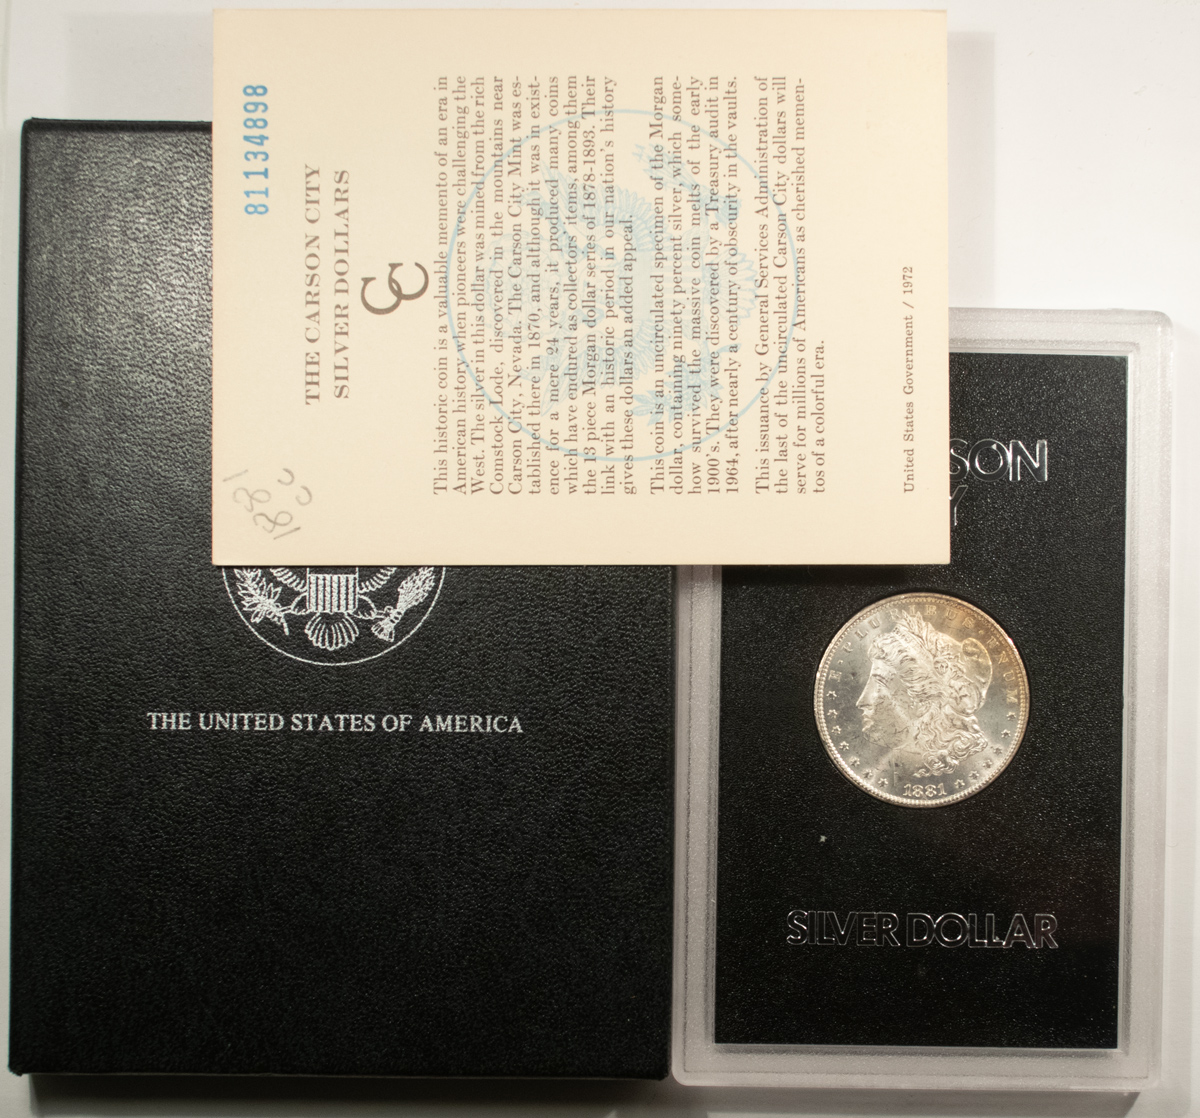 81134898
THE CARSON CITY
SILVER DOLLARS
CC
This historic coin is a valuable memento of an era in
American history when pioneers were challenging the
West. The silver in this dollar was mined from the rich
Comstock Lode, discovered in the mountains near
Carson City, Nevada. The Carson City Mint was es-
tablished there in 1870, and although it was in exist-
ence for a mere 24 years, it produced many coins
which have endured as collectors' items, among them
the 13 piece Morgan dollar series of 1878-1893. Their
link with an historic period in our nation's history
gives these dollars an added appeal.
This coin is an uncirculated specimen of the Morgan
dollar, containing ninety percent silver, which some-
how survived the massive coin melts of the early
1900's. They were discovered by a Treasury audit in
1964, after nearly a century of obscurity in the vaults.
This issuance by General Services Administration of
the last of the uncirculated Carson City dollars will
serve for millions of Americans as cherished memen-
tos of a colorful era.
United States Government / 1972
1881
CC
THE UNITED STATES OF AMERICA
SON
Y
E·PLURIBUS·UNUM
1881
SILVER DOLLAR